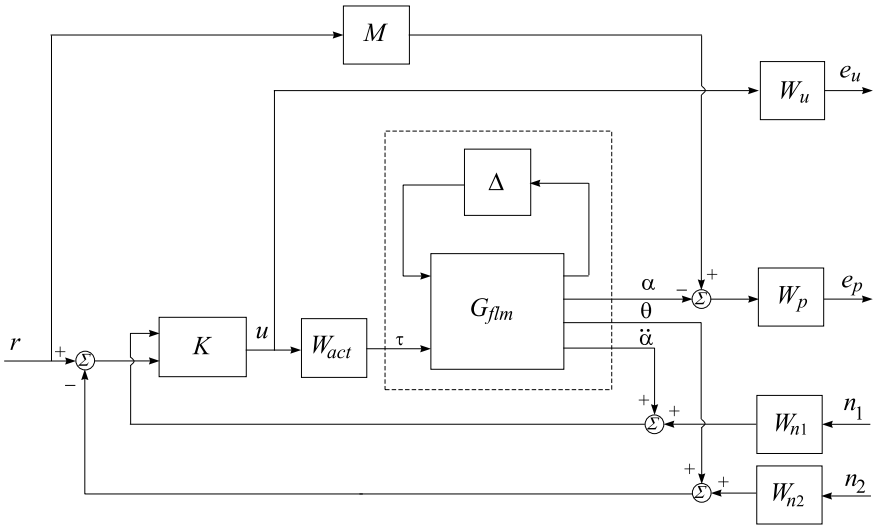 M
W_u
e_u
Δ
G_flm
α
−
+
Σ
W_p
e_p
θ
α̈
r
+
Σ
−
K
u
W_act
τ
+
+
Σ
W_n1
n_1
+
+
Σ
W_n2
n_2